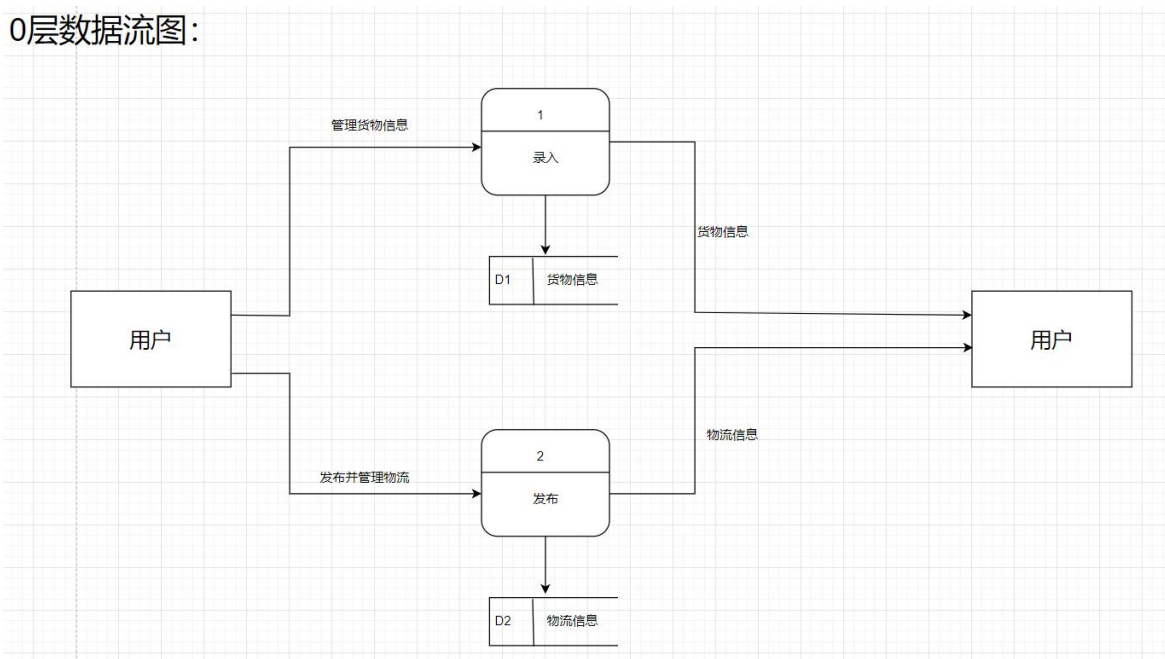 0层数据流图：
1
管理货物信息
录入
货物信息
D1
货物信息
用户
用户
物流信息
2
发布并管理物流
发布
D2
物流信息